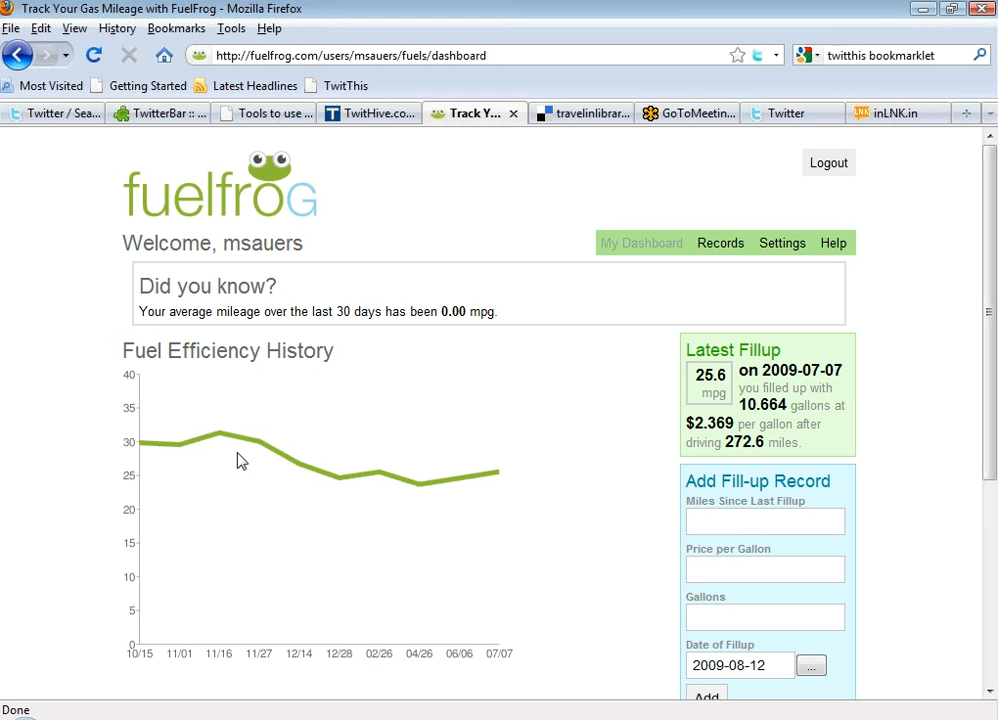 Track Your Gas Mileage with FuelFrog - Mozilla Firefox
File Edit View History Bookmarks Tools Help
http://fuelfrog.com/users/msauers/fuels/dashboard
twitthis bookmarklet
Most Visited Getting Started Latest Headlines TwitThis
Twitter / Sea... TwitterBar :: ... Tools to use ... TwitHive.co... Track Y... travelinlibrar... GoToMeetin... Twitter inLNK.in
Logout
fuelfrog
Welcome, msauers
My Dashboard Records Settings Help
Did you know?
Your average mileage over the last 30 days has been 0.00 mpg.
Fuel Efficiency History
40
35
30
25
20
15
10
5
0
10/15 11/01 11/16 11/27 12/14 12/28 02/26 04/26 06/06 07/07
Latest Fillup
25.6 mpg
on 2009-07-07
you filled up with
10.664 gallons at
$2.369 per gallon after
driving 272.6 miles.
Add Fill-up Record
Miles Since Last Fillup
Price per Gallon
Gallons
Date of Fillup
2009-08-12 ...
Add
Done